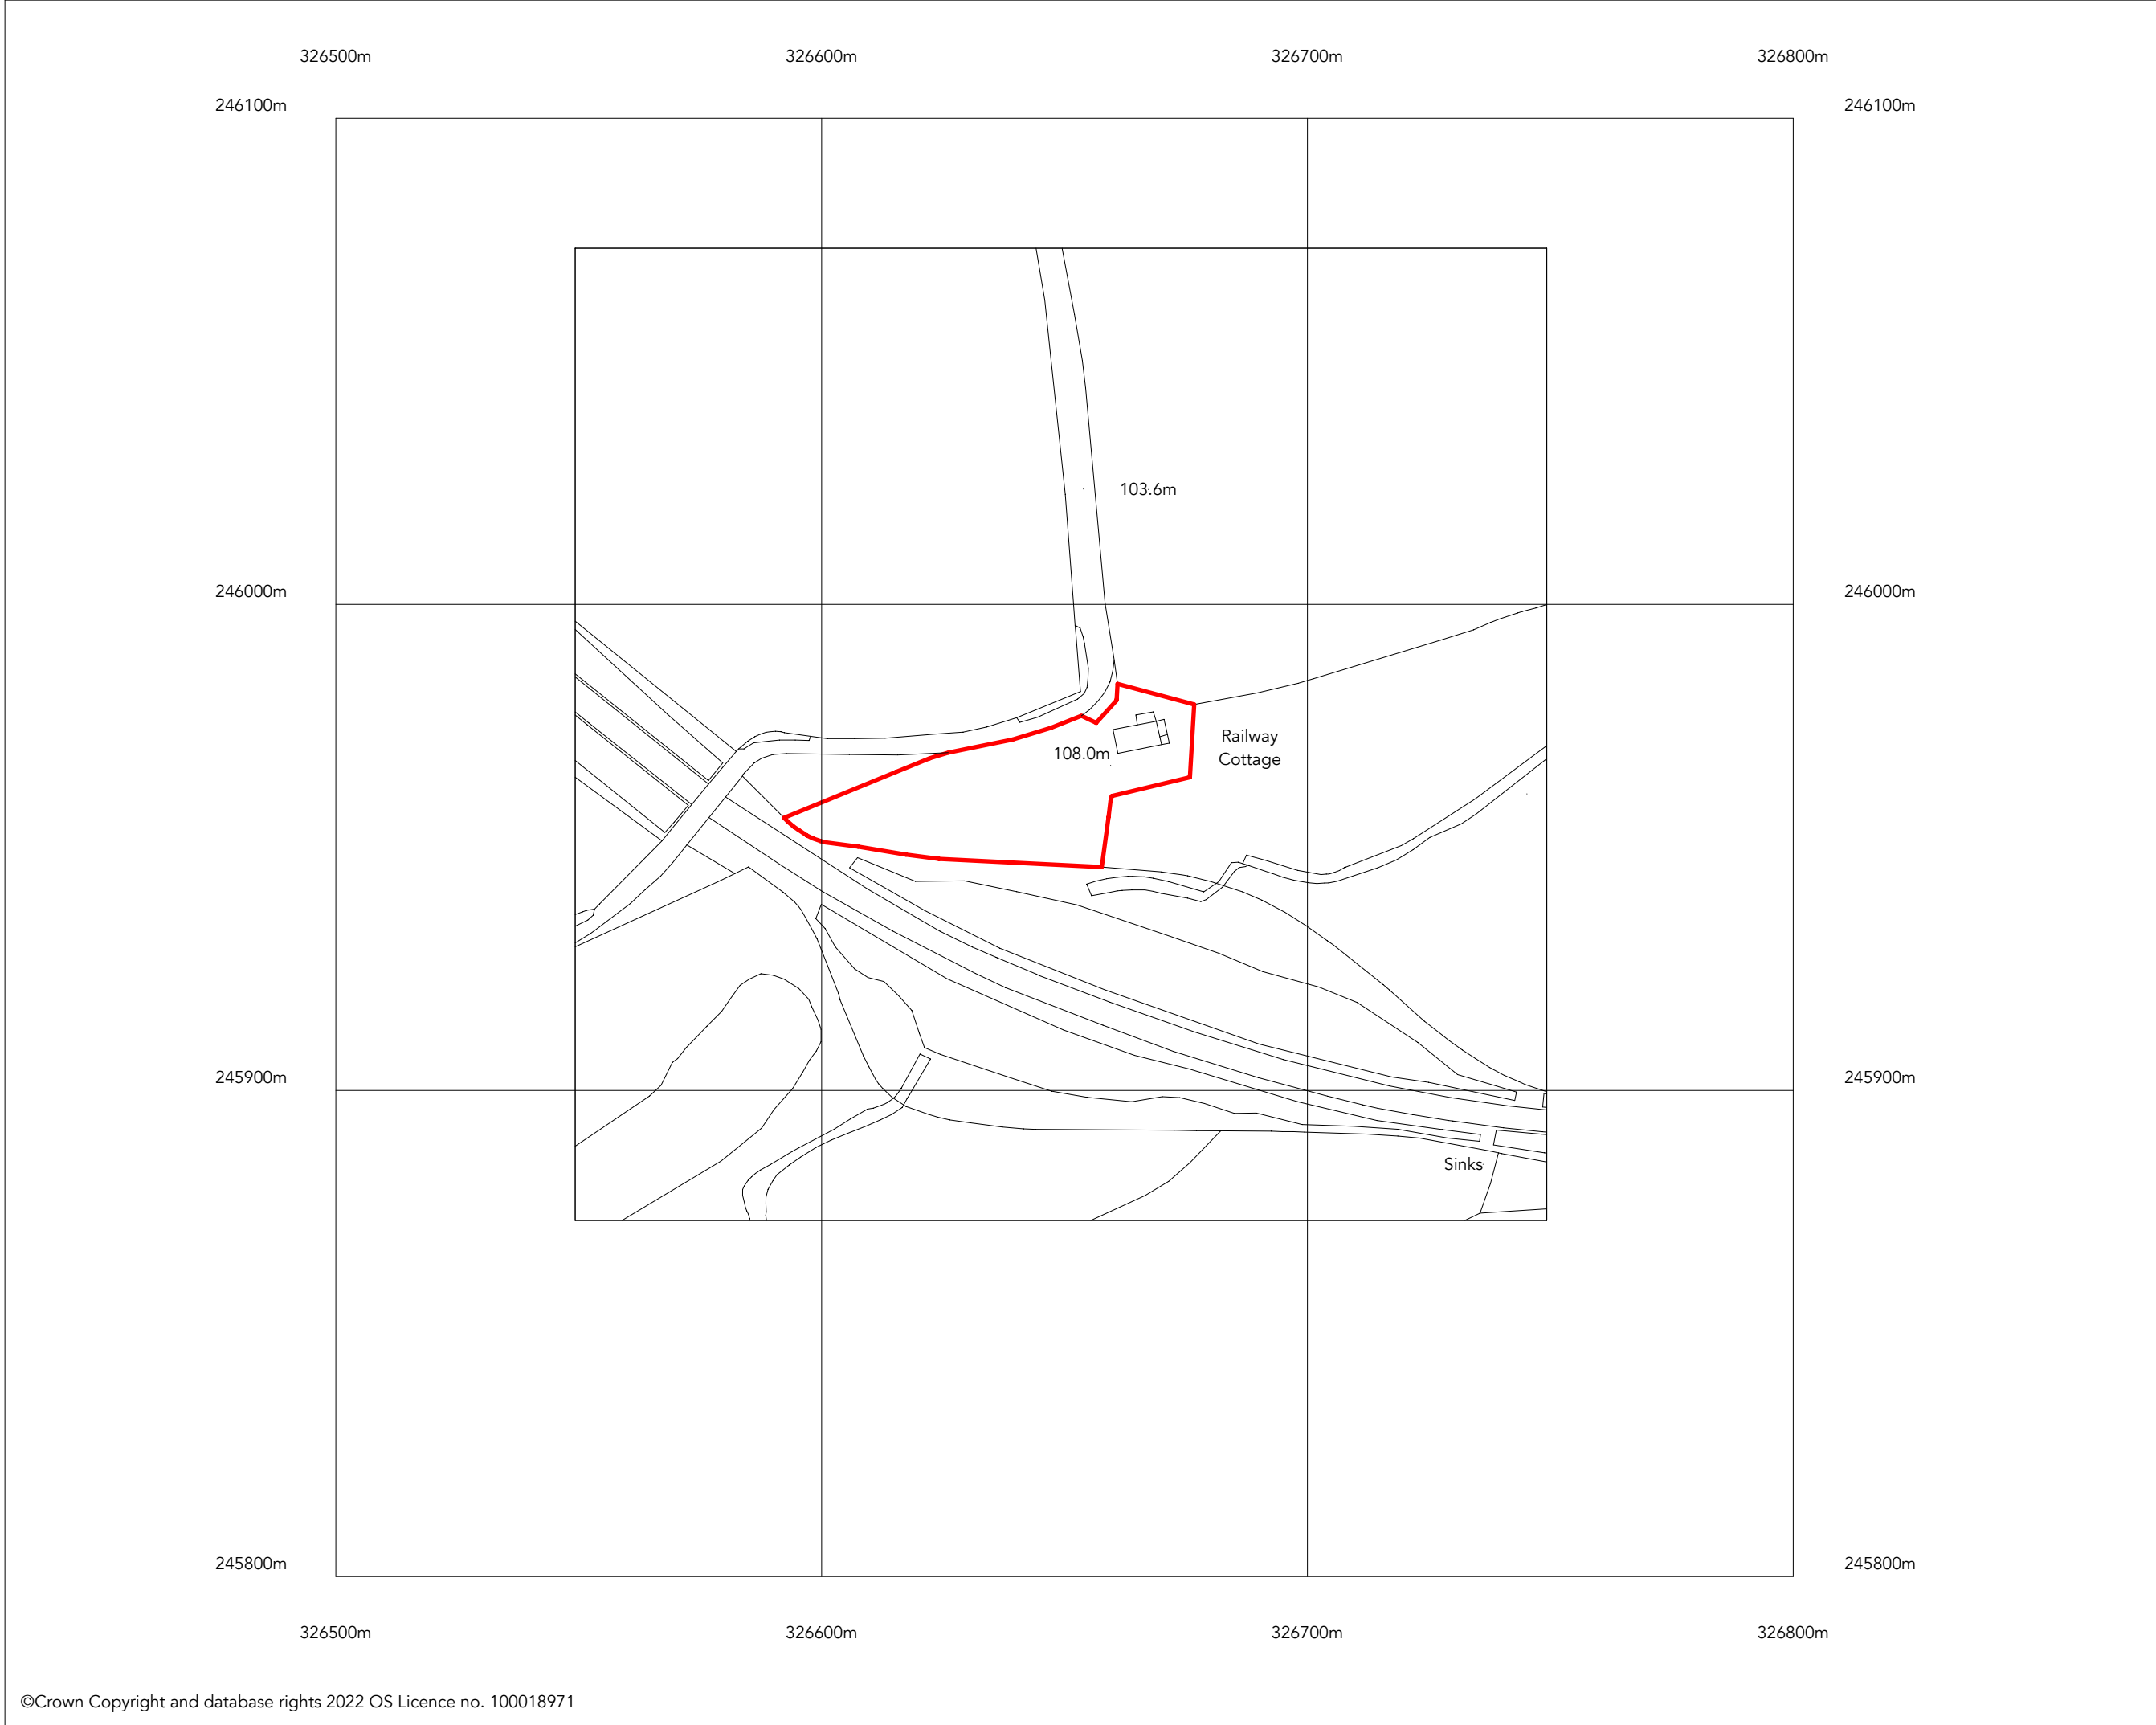 326500m 326600m 326700m 326800m
246100m 246100m
103.6m
246000m 246000m
Railway
Cottage
108.0m
245900m 245900m
Sinks
245800m 245800m
326500m 326600m 326700m 326800m
©Crown Copyright and database rights 2022 OS Licence no. 100018971